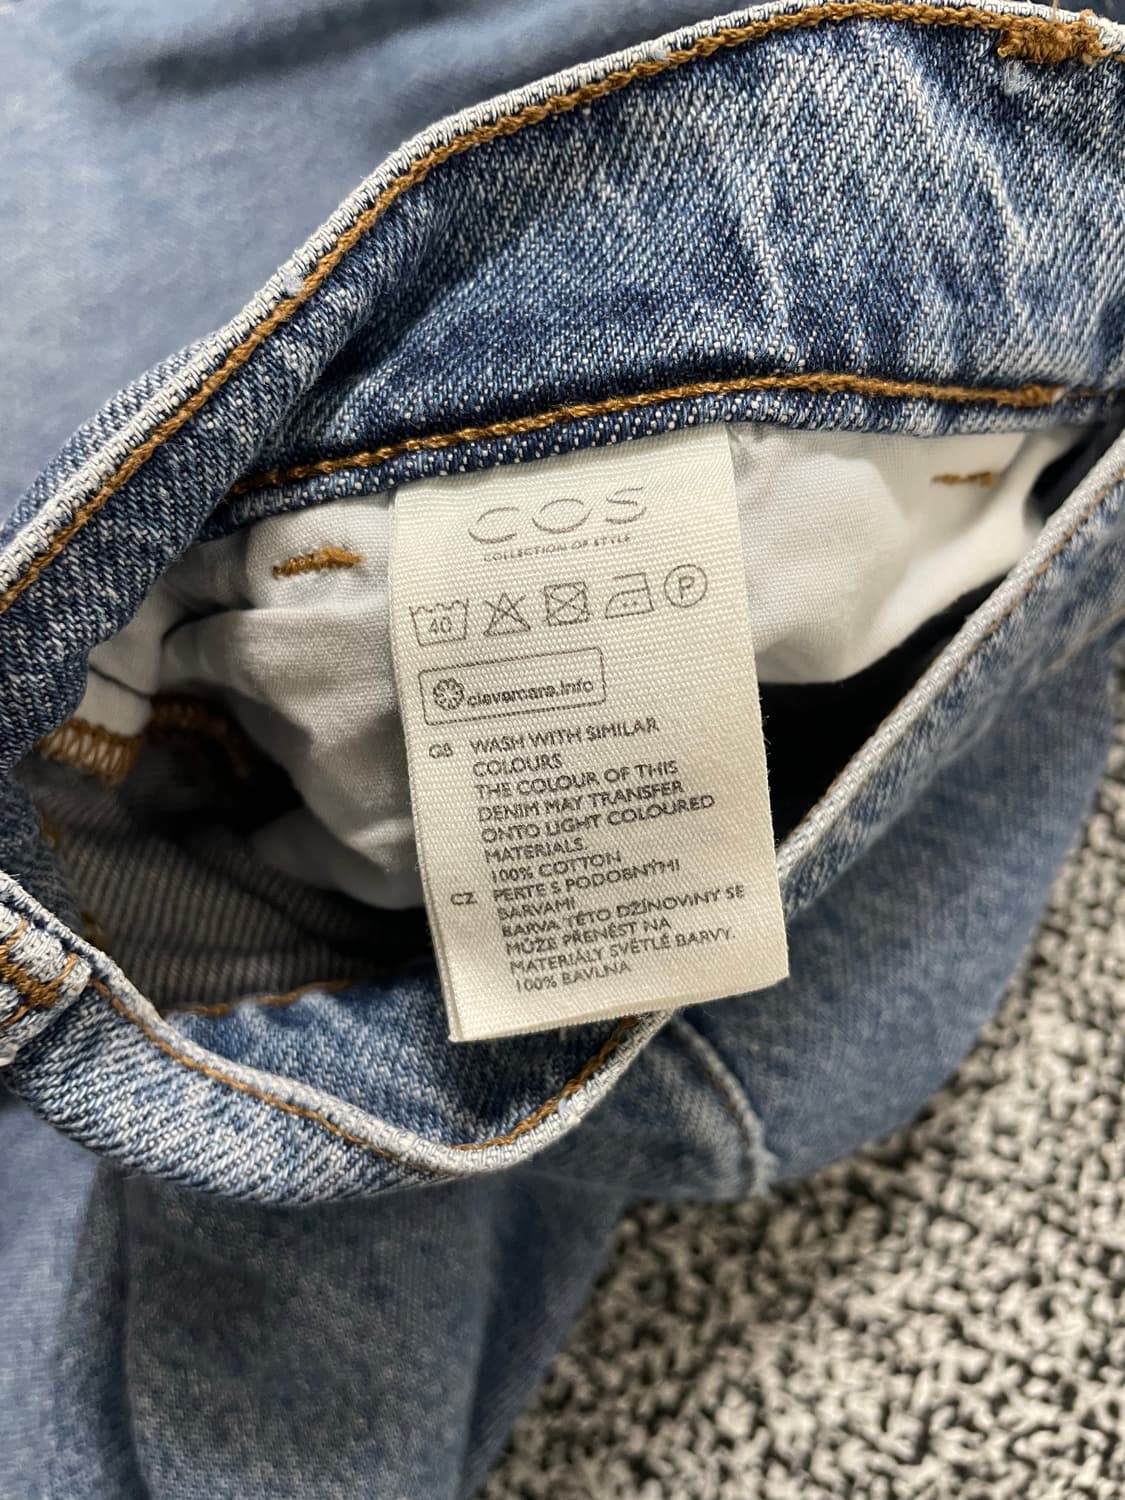 COS
COLLECTION OF STYLE
40 P
clevercare.info
GB WASH WITH SIMILAR
COLOURS
THE COLOUR OF THIS
DENIM MAY TRANSFER
ONTO LIGHT COLOURED
MATERIALS.
100% COTTON
CZ PERTE S PODOBNÝMI
BARVAMI
BARVA TÉTO DŽÍNOVINY SE
MŮŽE PŘENÉST NA
MATERIÁLY SVĚTLÉ BARVY.
100% BAVLNA